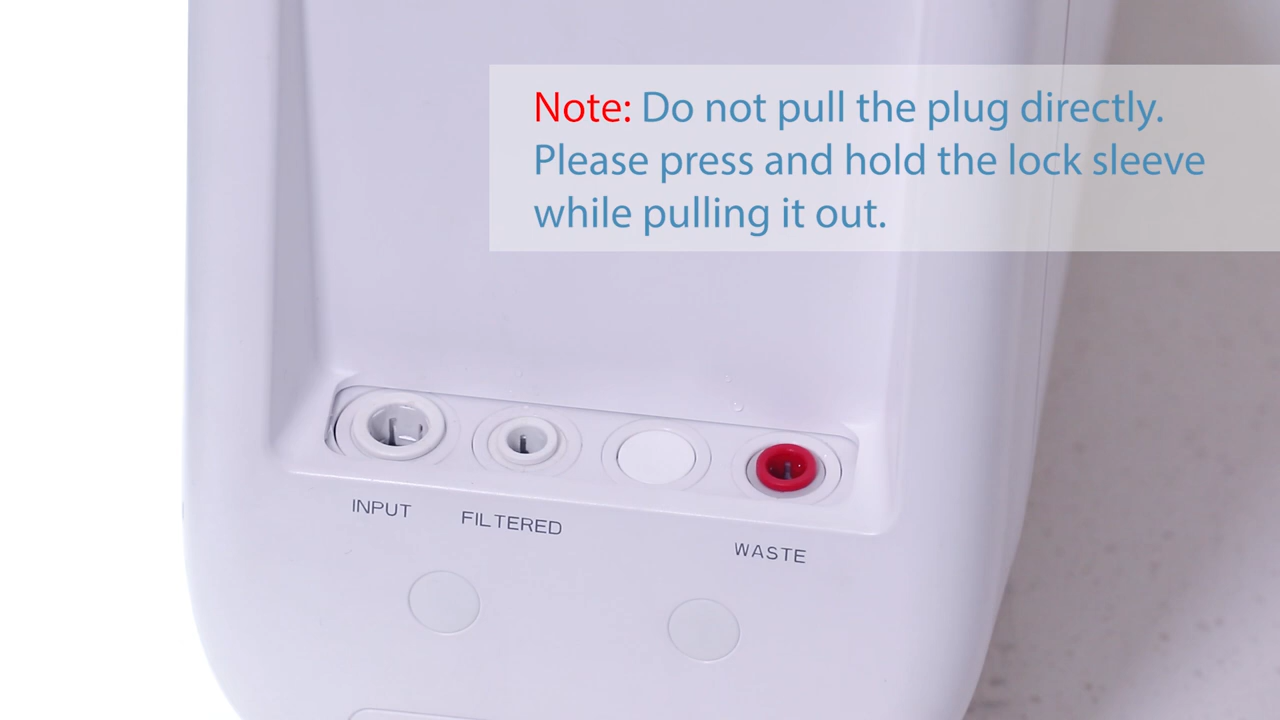 Note: Do not pull the plug directly.
Please press and hold the lock sleeve
while pulling it out.
INPUT
FILTERED
WASTE